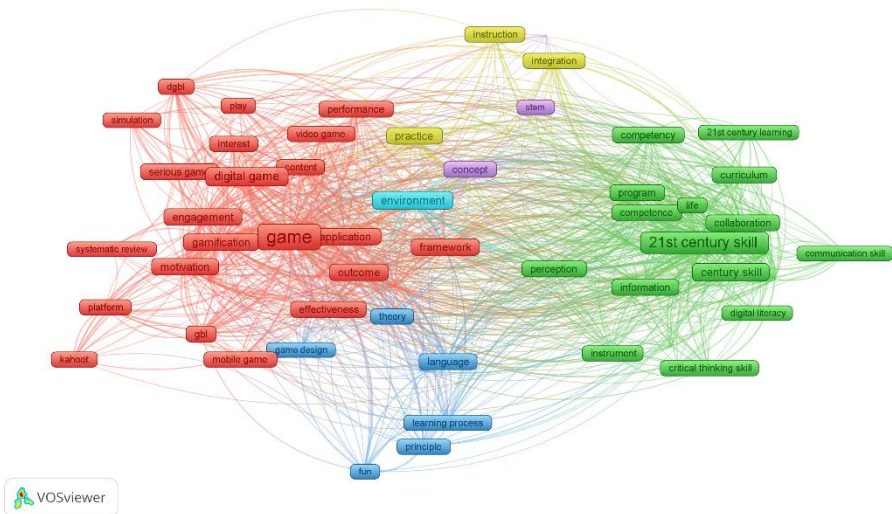 instruction
integration
dgbl
stem
play
performance
simulation
video game
practice
competency
21st century learning
interest
content
concept
serious game
digital game
curriculum
program
environment
life
competence
engagement
collaboration
game
application
gamification
21st century skill
systematic review
framework
communication skill
motivation
outcome
perception
century skill
information
platform
effectiveness
theory
digital literacy
gbl
game design
kahoot
mobile game
language
instrument
critical thinking skill
learning process
principle
fun
VOSviewer